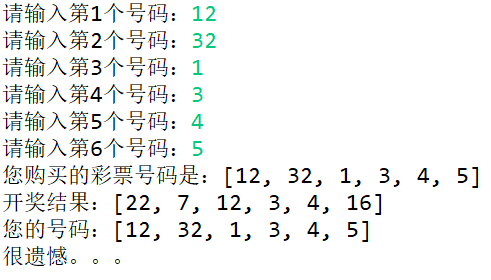 请输入第1个号码：12
请输入第2个号码：32
请输入第3个号码：1
请输入第4个号码：3
请输入第5个号码：4
请输入第6个号码：5
您购买的彩票号码是：[12, 32, 1, 3, 4, 5]
开奖结果：[22, 7, 12, 3, 4, 16]
您的号码：[12, 32, 1, 3, 4, 5]
很遗憾。。。